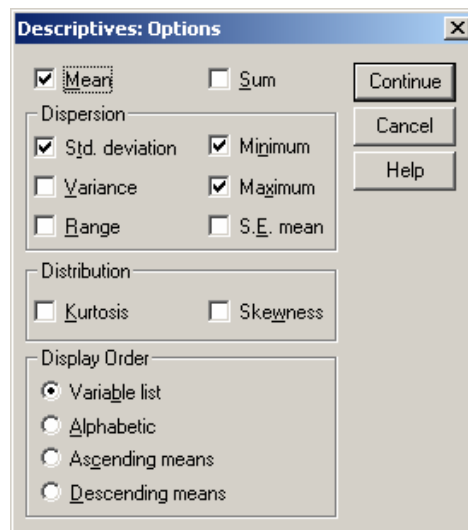 Descriptives: Options
Mean Sum Continue
Dispersion Cancel
Std. deviation Minimum
Help
Variance Maximum
Range S.E. mean
Distribution
Kurtosis Skewness
Display Order
Variable list
Alphabetic
Ascending means
Descending means